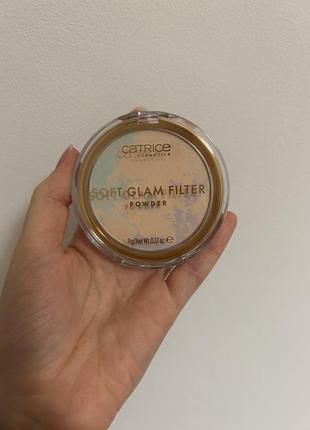 CATRICE
COSMETICS
SOFT GLAM FILTER
POWDER
9g/Net Wt 0.31 oz ℮